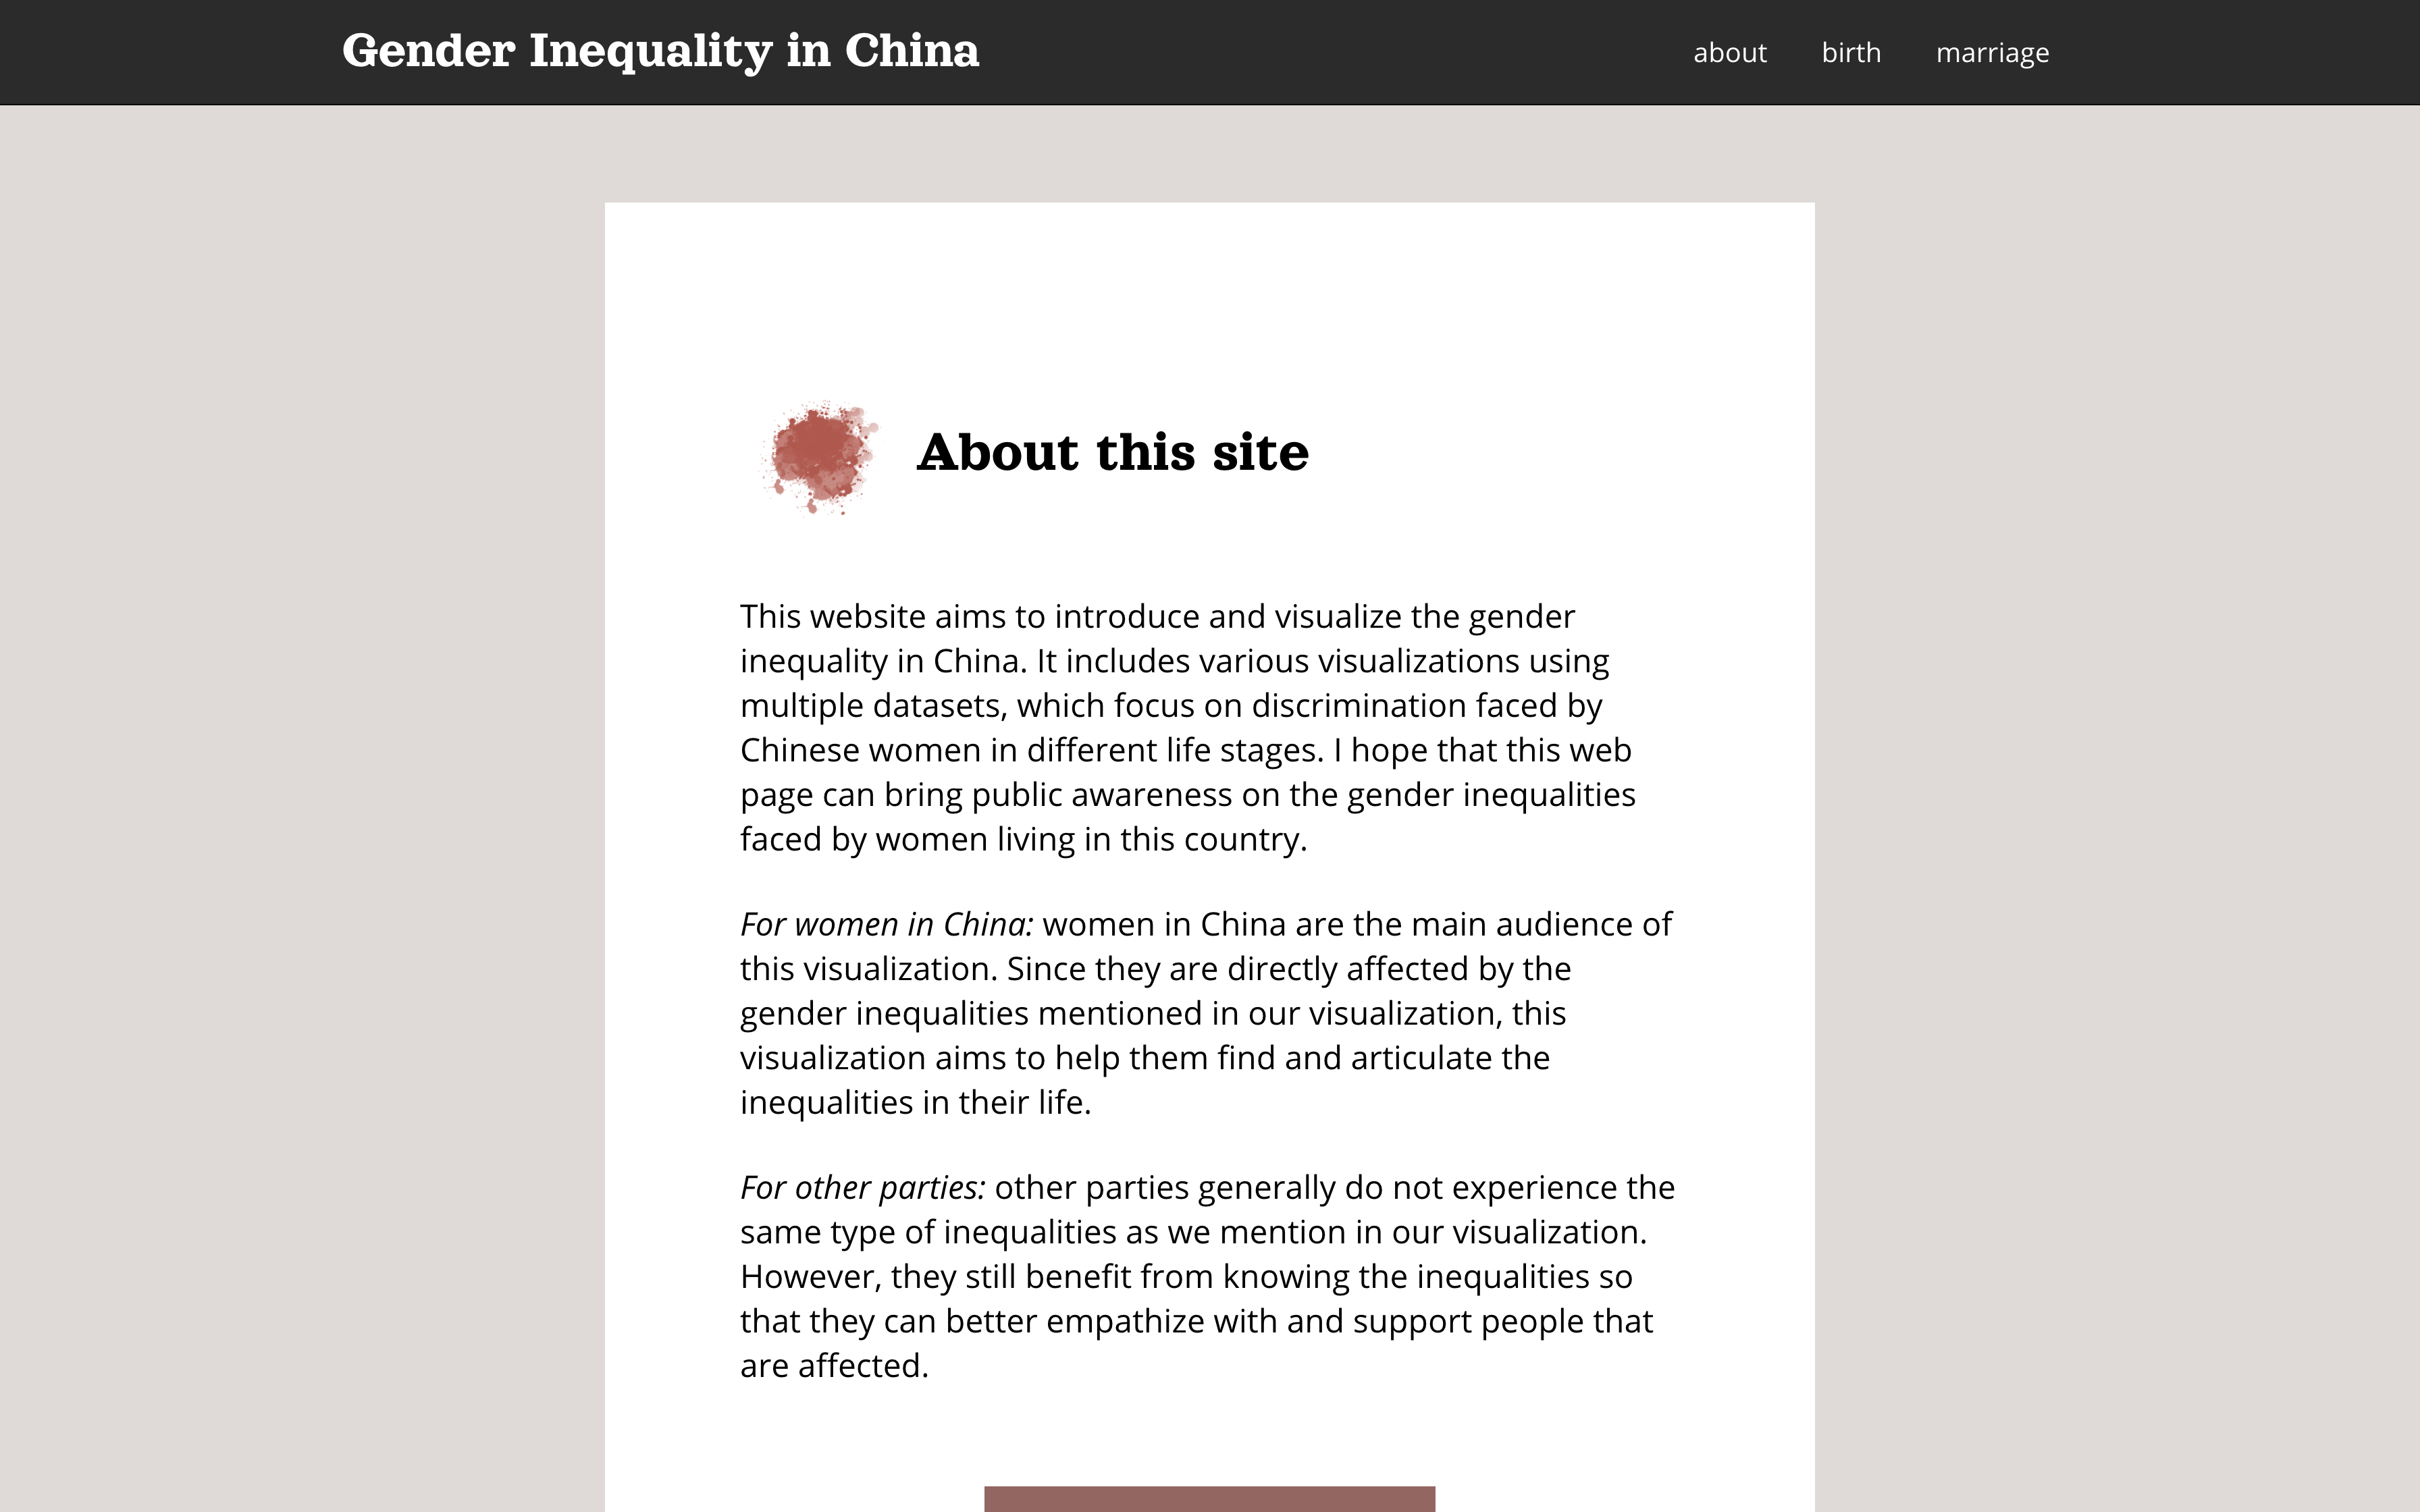 Gender Inequality in China
about birth marriage
About this site
This website aims to introduce and visualize the gender
inequality in China. It includes various visualizations using
multiple datasets, which focus on discrimination faced by
Chinese women in different life stages. I hope that this web
page can bring public awareness on the gender inequalities
faced by women living in this country.
For women in China: women in China are the main audience of
this visualization. Since they are directly affected by the
gender inequalities mentioned in our visualization, this
visualization aims to help them find and articulate the
inequalities in their life.
For other parties: other parties generally do not experience the
same type of inequalities as we mention in our visualization.
However, they still benefit from knowing the inequalities so
that they can better empathize with and support people that
are affected.